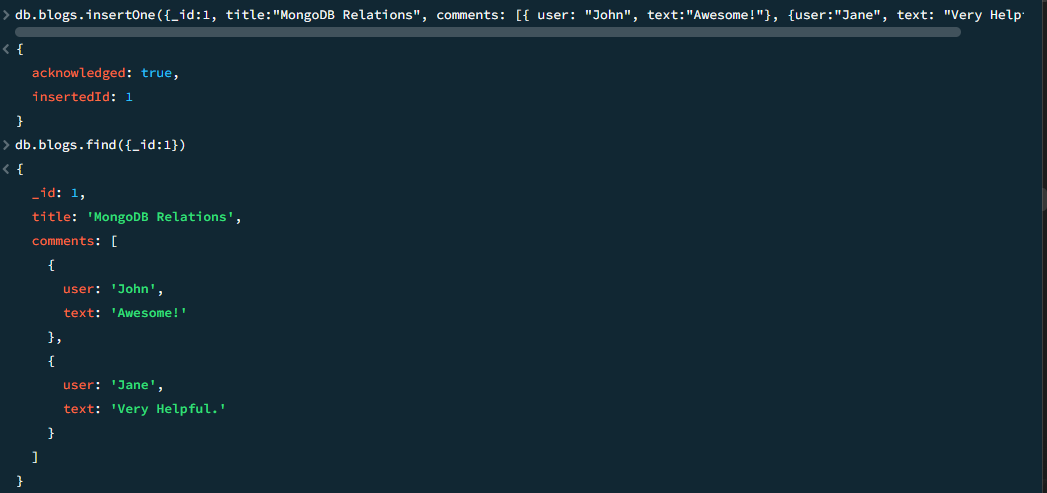 > db.blogs.insertOne({_id:1, title:"MongoDB Relations", comments: [{ user: "John", text:"Awesome!"}, {user:"Jane", text: "Very Help
< {
acknowledged: true,
insertedId: 1
}
> db.blogs.find({_id:1})
< {
_id: 1,
title: 'MongoDB Relations',
comments: [
{
user: 'John',
text: 'Awesome!'
},
{
user: 'Jane',
text: 'Very Helpful.'
}
]
}